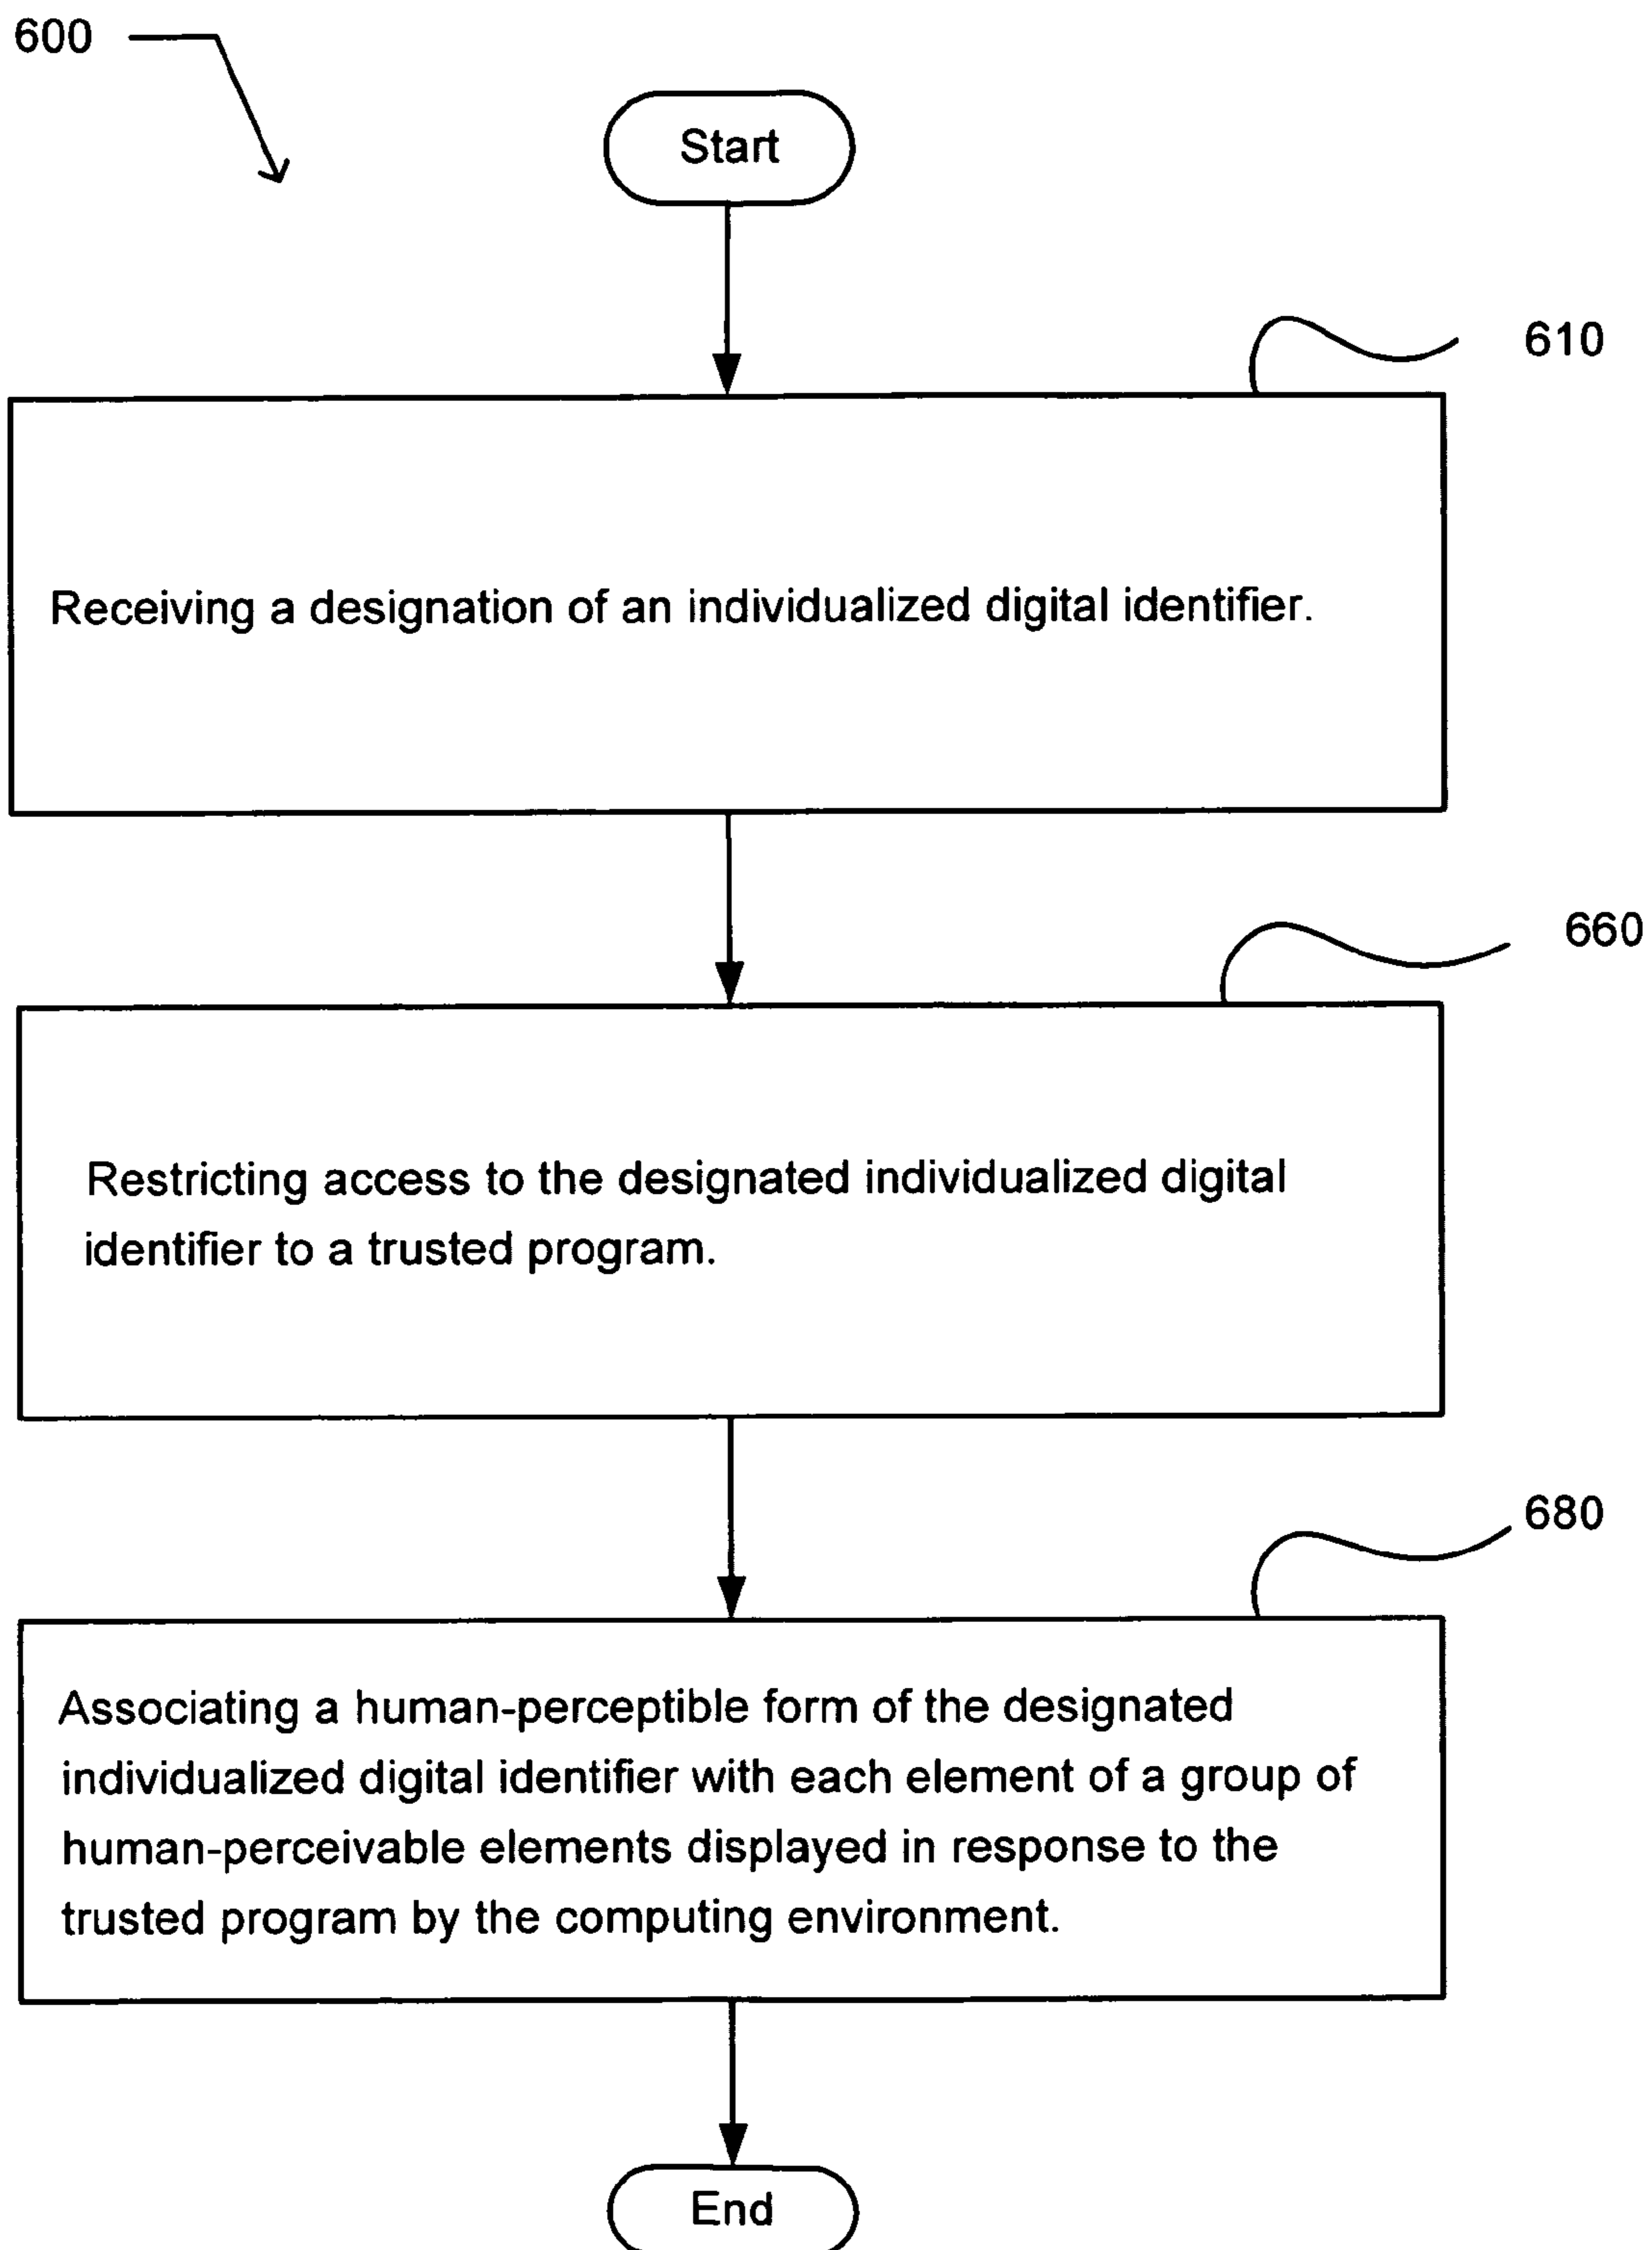 600
Start
610
Receiving a designation of an individualized digital identifier.
660
Restricting access to the designated individualized digital
identifier to a trusted program.
680
Associating a human-perceptible form of the designated
individualized digital identifier with each element of a group of
human-perceivable elements displayed in response to the
trusted program by the computing environment.
End